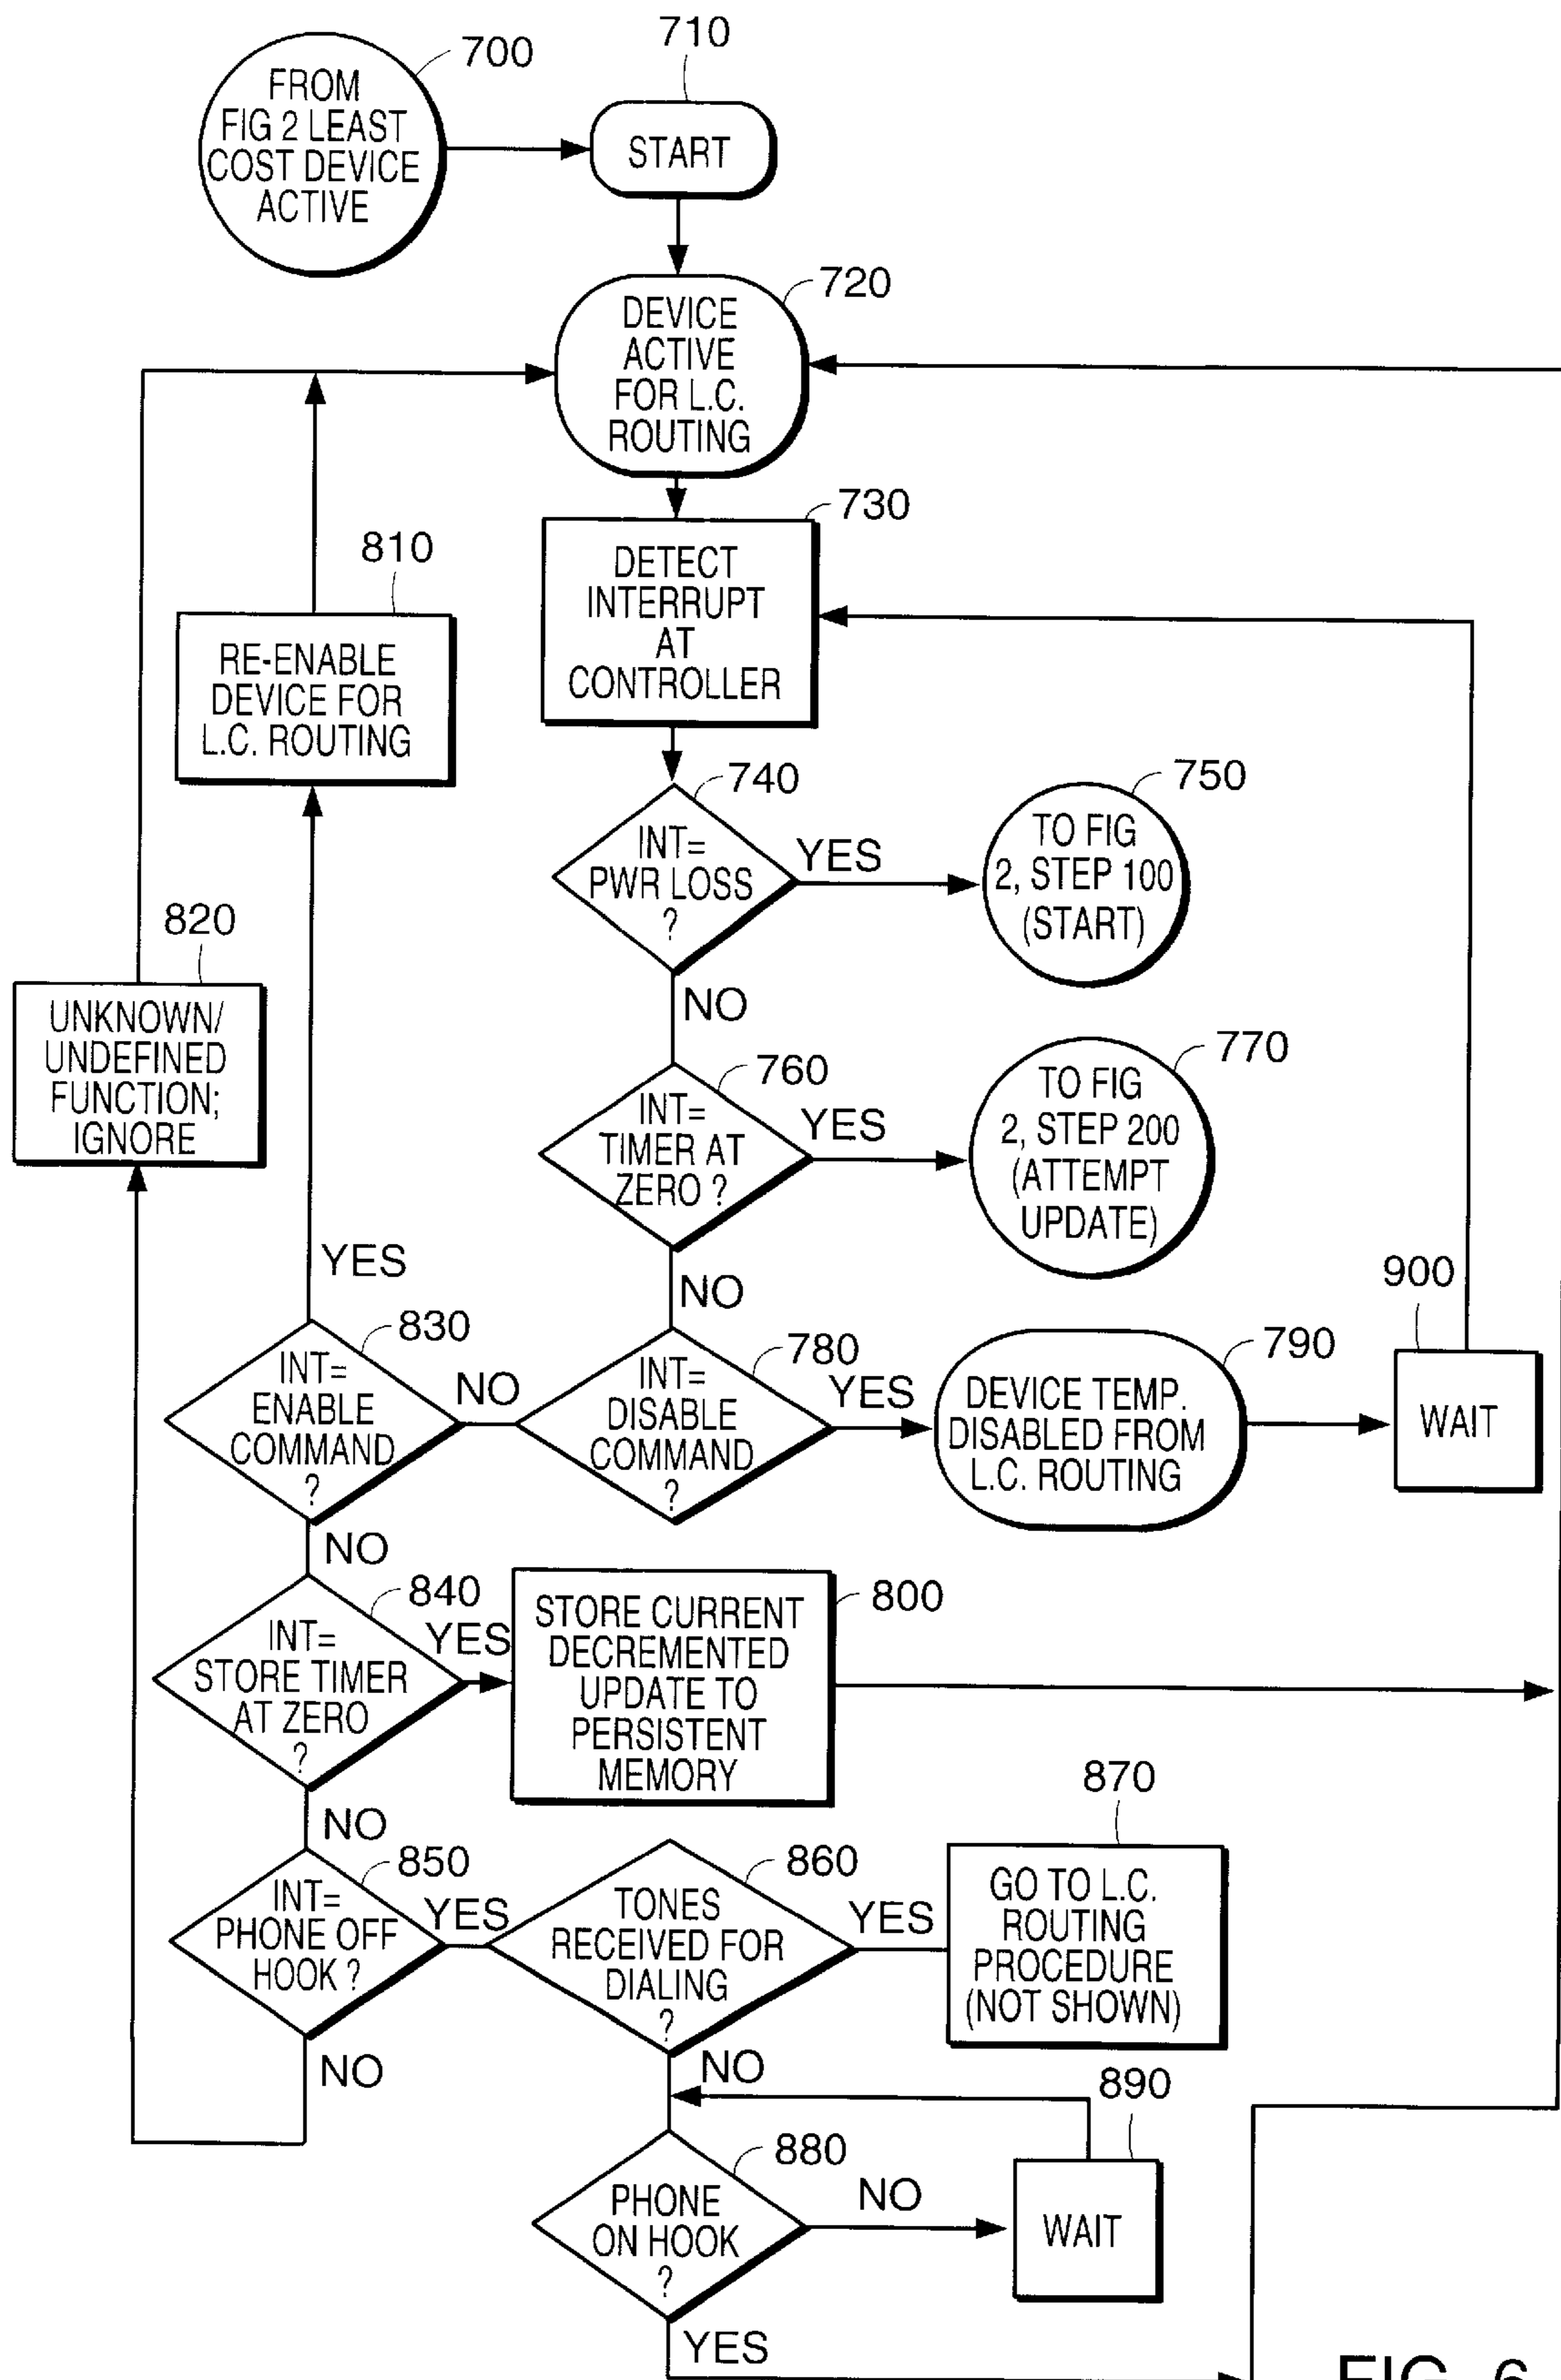 700
710
FROM
FIG 2 LEAST
COST DEVICE
ACTIVE
START
720
DEVICE
ACTIVE
FOR L.C.
ROUTING
730
DETECT
INTERRUPT
AT
CONTROLLER
810
RE-ENABLE
DEVICE FOR
L.C. ROUTING
740
INT=
PWR LOSS
?
YES
750
TO FIG
2, STEP 100
(START)
NO
820
UNKNOWN/
UNDEFINED
FUNCTION;
IGNORE
760
INT=
TIMER AT
ZERO ?
YES
770
TO FIG
2, STEP 200
(ATTEMPT
UPDATE)
NO
YES
830
INT=
ENABLE
COMMAND
?
NO
780
INT=
DISABLE
COMMAND
?
YES
790
DEVICE TEMP.
DISABLED FROM
L.C. ROUTING
900
WAIT
NO
840
INT=
STORE TIMER
AT ZERO
?
YES
800
STORE CURRENT
DECREMENTED
UPDATE TO
PERSISTENT
MEMORY
NO
850
INT=
PHONE OFF
HOOK ?
YES
860
TONES
RECEIVED FOR
DIALING
?
YES
870
GO TO L.C.
ROUTING
PROCEDURE
(NOT SHOWN)
NO
NO
880
PHONE
ON HOOK
?
NO
890
WAIT
YES
FIG. 6